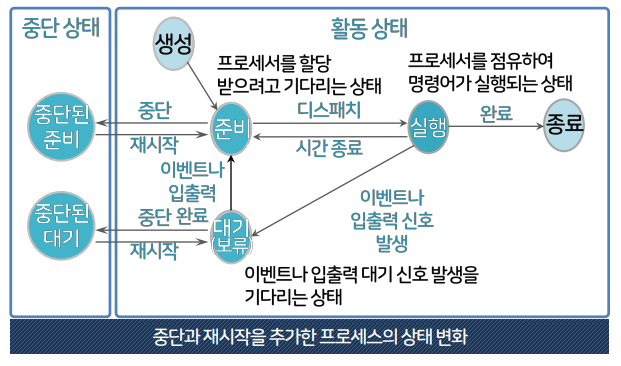 중단 상태
활동 상태
생성
프로세서를 할당
받으려고 기다리는 상태
프로세서를 점유하여
명령어가 실행되는 상태
중단된
준비
중단
재시작
준비
디스패치
시간 종료
실행
완료
종료
이벤트나
입출력
중단 완료
재시작
중단된
대기
대기
보류
이벤트나
입출력 신호
발생
이벤트나 입출력 대기 신호 발생을
기다리는 상태
중단과 재시작을 추가한 프로세스의 상태 변화